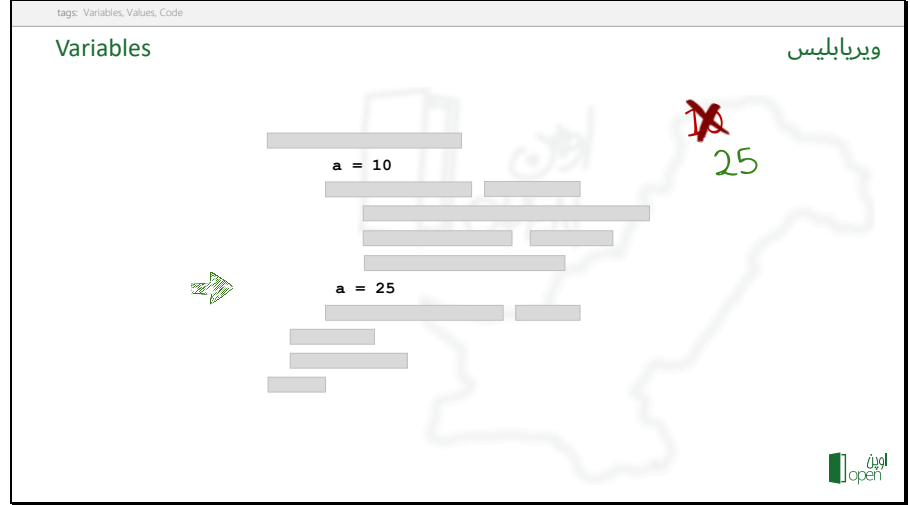 tags: Variables, Values, Code
Variables
ویریابلیس
10
25
a = 10
a = 25
اوپن
open